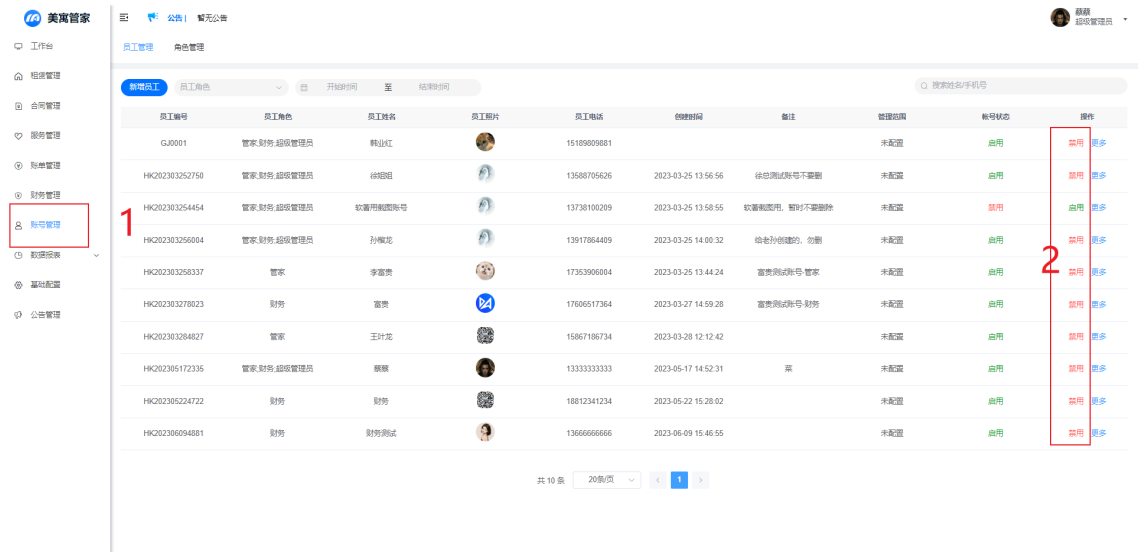 美寓管家
公告 | 暂无公告
蔡蔡
超级管理员
工作台
租赁管理
合同管理
服务管理
账单管理
财务管理
账号管理
数据报表
基础配置
公告管理
1
2
员工管理 角色管理
新增员工 员工角色 开始时间 至 结束时间 搜索姓名/手机号
员工编号 员工角色 员工姓名 员工照片 员工电话 创建时间 备注 管理范围 帐号状态 操作
GJ0001 管家,财务,超级管理员 韩业红 15189809881 未配置 启用 禁用 更多
HK202303252750 管家,财务,超级管理员 徐姐姐 13588705626 2023-03-25 13:56:56 徐总测试账号不要删 未配置 启用 禁用 更多
HK202303254454 管家,财务,超级管理员 软著用截图账号 13738100209 2023-03-25 13:58:55 软著截图用，暂时不要删除 未配置 禁用 启用 更多
HK202303256004 管家,财务,超级管理员 孙槟龙 13917864409 2023-03-25 14:00:32 给老孙创建的，勿删 未配置 启用 禁用 更多
HK202303258337 管家 李富贵 17353906004 2023-03-25 13:44:24 富贵测试账号-管家 未配置 启用 禁用 更多
HK202303278023 财务 富贵 17606517364 2023-03-27 14:59:28 富贵测试账号-财务 未配置 启用 禁用 更多
HK202303284827 管家 王叶龙 15867186734 2023-03-28 12:12:42 未配置 启用 禁用 更多
HK202305172335 管家,财务,超级管理员 蔡蔡 13333333333 2023-05-17 14:52:31 菜 未配置 启用 禁用 更多
HK202305224722 财务 财务 18812341234 2023-05-22 15:28:02 未配置 启用 禁用 更多
HK202306094881 财务 财务测试 13666666666 2023-06-09 15:46:55 未配置 启用 禁用 更多
共 10 条 20条/页 1